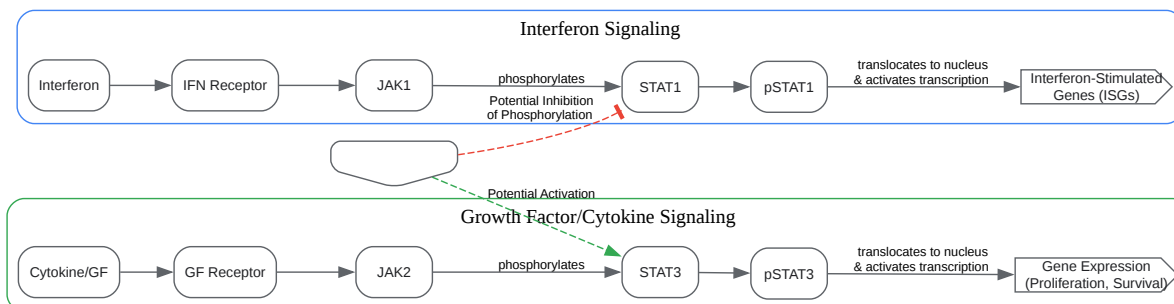 Interferon Signaling
Interferon
IFN Receptor
JAK1
phosphorylates
STAT1
pSTAT1
translocates to nucleus
& activates transcription
Interferon-Stimulated
Genes (ISGs)
Potential Inhibition
of Phosphorylation
Potential Activation
Growth Factor/Cytokine Signaling
Cytokine/GF
GF Receptor
JAK2
phosphorylates
STAT3
pSTAT3
translocates to nucleus
& activates transcription
Gene Expression
(Proliferation, Survival)